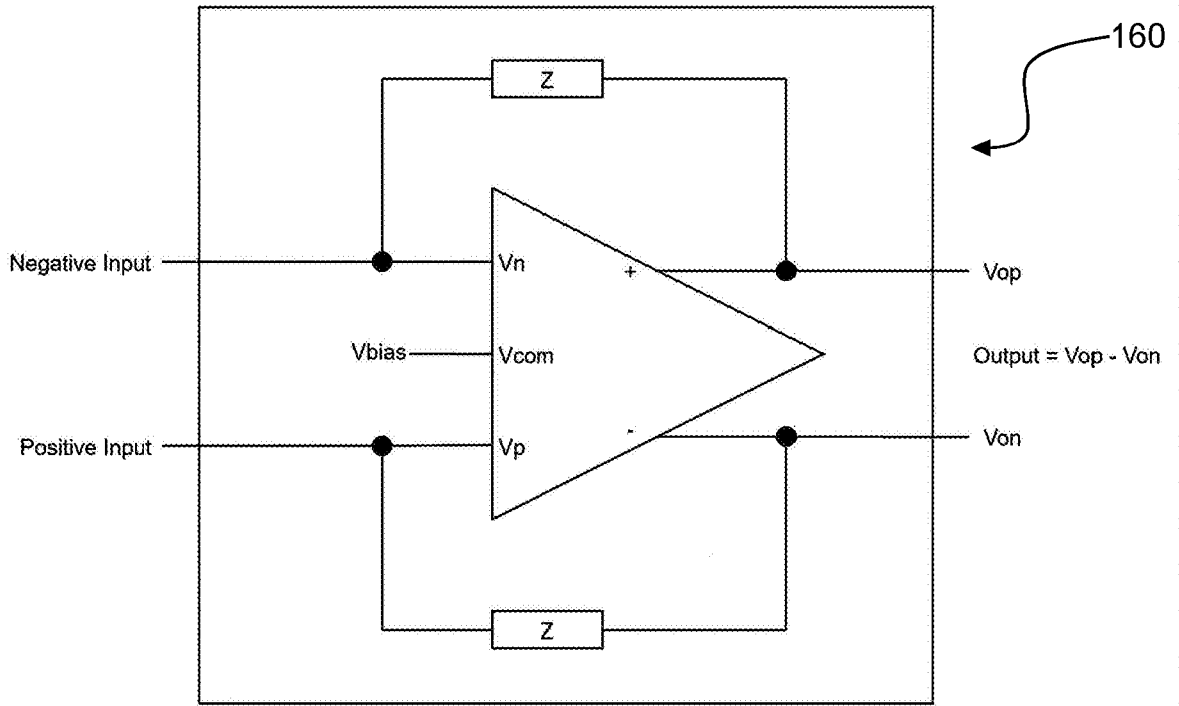 160
Z
Negative Input
Vn
+
Vop
Vbias
Vcom
Output = Vop - Von
Positive Input
Vp
-
Von
Z